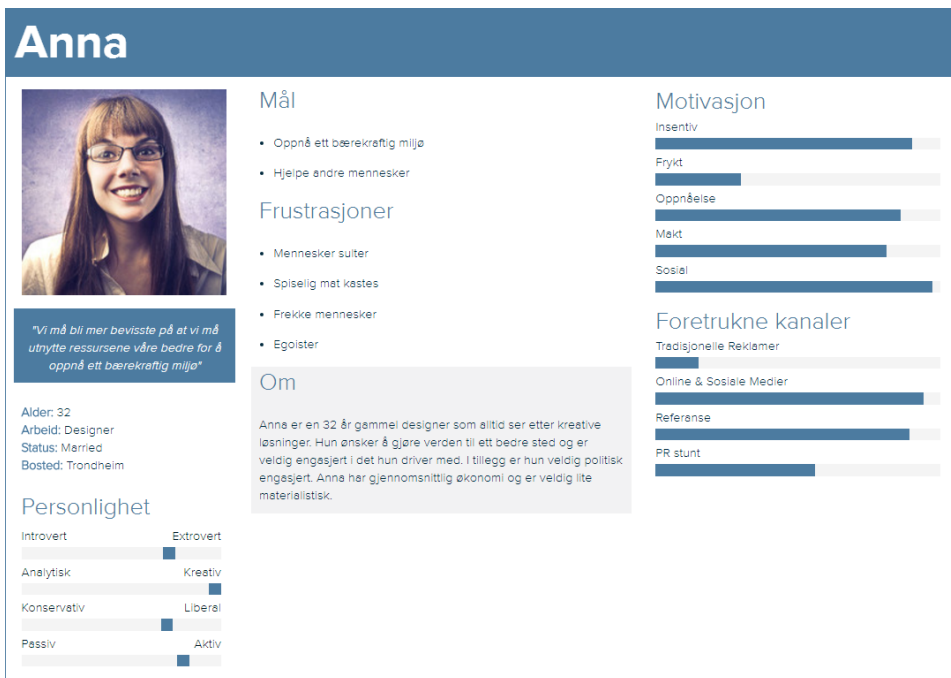 Anna
"Vi må bli mer bevisste på at vi må
utnytte ressursene våre bedre for å
oppnå ett bærekraftig miljø"
Alder: 32
Arbeid: Designer
Status: Married
Bosted: Trondheim
Personlighet
Introvert Extrovert
Analytisk Kreativ
Konservativ Liberal
Passiv Aktiv
Mål
• Oppnå ett bærekraftig miljø
• Hjelpe andre mennesker
Frustrasjoner
• Mennesker sulter
• Spiselig mat kastes
• Frekke mennesker
• Egoister
Om
Anna er en 32 år gammel designer som alltid ser etter kreative
løsninger. Hun ønsker å gjøre verden til ett bedre sted og er
veldig engasjert i det hun driver med. I tillegg er hun veldig politisk
engasjert. Anna har gjennomsnittlig økonomi og er veldig lite
materialistisk.
Motivasjon
Insentiv
Frykt
Oppnåelse
Makt
Sosial
Foretrukne kanaler
Tradisjonelle Reklamer
Online & Sosiale Medier
Referanse
PR stunt